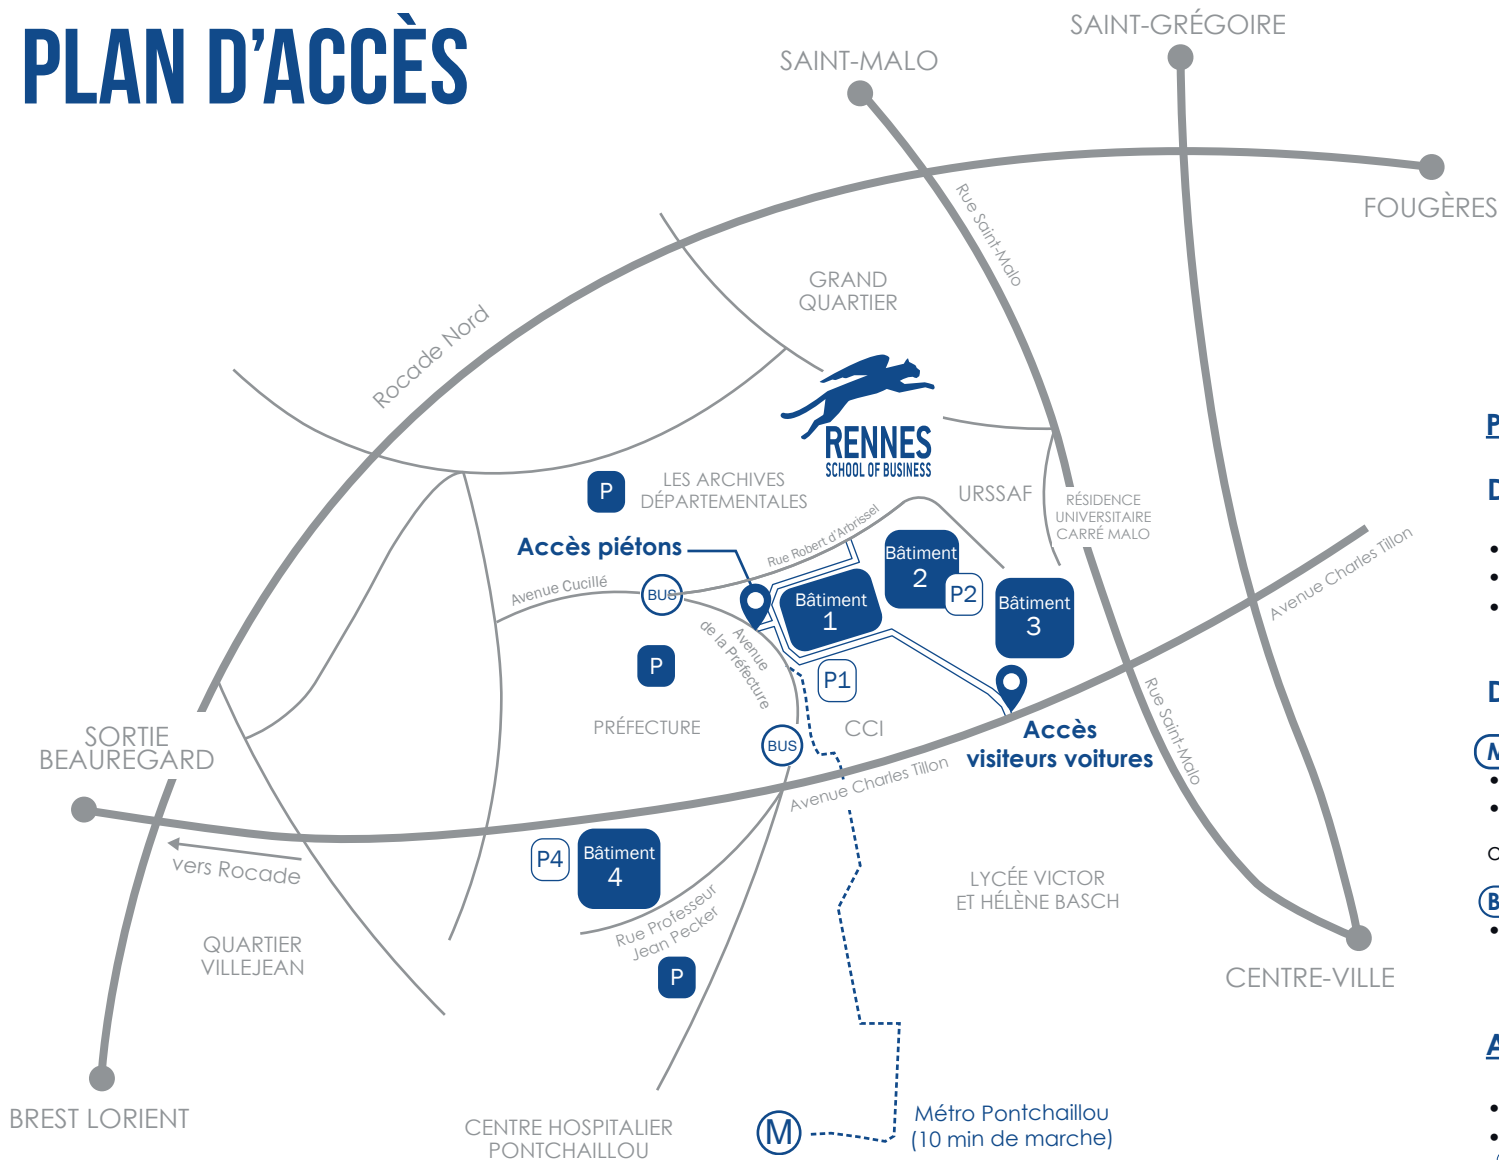 PLAN D'ACCÈS
SAINT-GRÉGOIRE
SAINT-MALO
FOUGÈRES
Rue Saint-Malo
GRAND
QUARTIER
Rocade Nord
RENNES
SCHOOL OF BUSINESS
P
LES ARCHIVES
DÉPARTEMENTALES
URSSAF
RÉSIDENCE
UNIVERSITAIRE
CARRÉ MALO
Rue Robert d'Arbrissel
Accès piétons
Avenue Charles Tillon
Avenue Cucillé
BUS
Bâtiment
1
Bâtiment
2
P2
Bâtiment
3
Avenue
de la Préfecture
P
P1
PRÉFECTURE
CCI
BUS
Accès
visiteurs voitures
Rue Saint-Malo
SORTIE
BEAUREGARD
Avenue Charles Tillon
vers Rocade
P4
Bâtiment
4
LYCÉE VICTOR
ET HÉLÈNE BASCH
Rue Professeur
Jean Pecker
QUARTIER
VILLEJEAN
P
CENTRE-VILLE
BREST LORIENT
CENTRE HOSPITALIER
PONTCHAILLOU
M
Métro Pontchaillou
(10 min de marche)